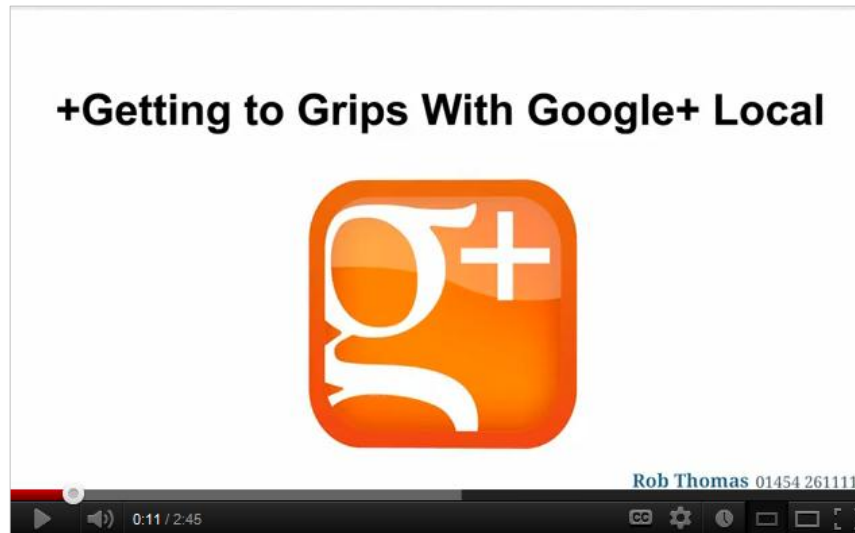 +Getting to Grips With Google+ Local
g+
Rob Thomas 01454 261111
0:11 / 2:45
CC